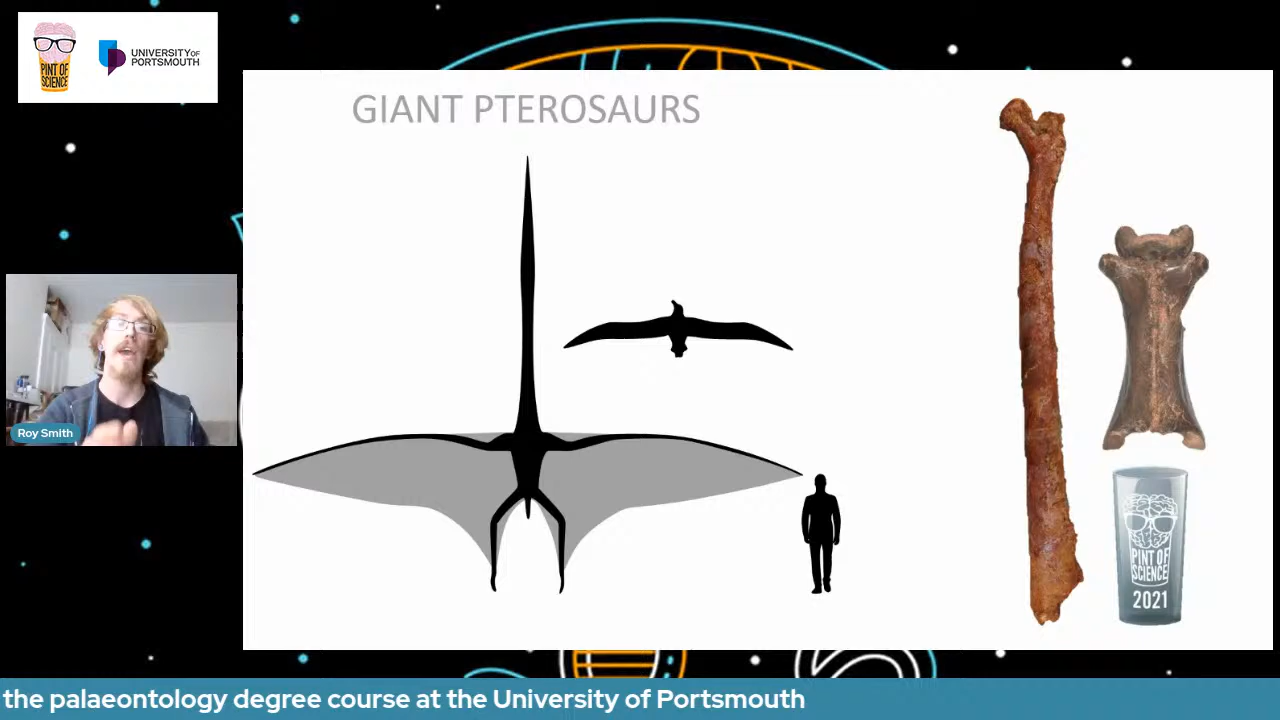 PINT OF
SCIENCE
UNIVERSITY OF
PORTSMOUTH
GIANT PTEROSAURS
Roy Smith
PINT OF
SCIENCE
2021
the palaeontology degree course at the University of Portsmouth